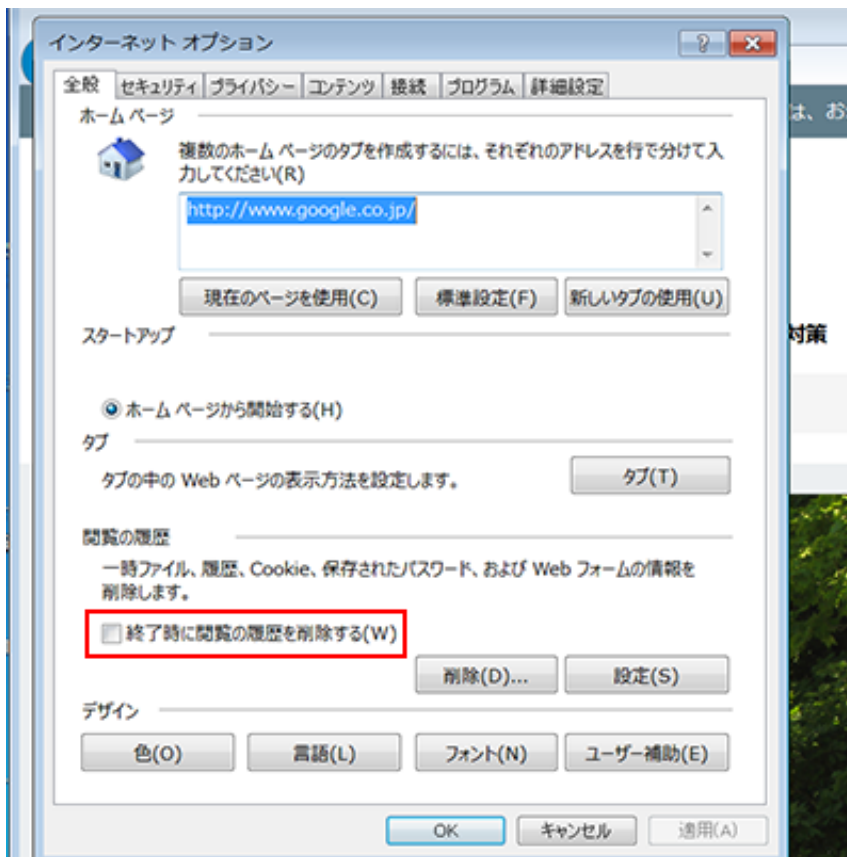 インターネット オプション
は、お
全般 セキュリティ プライバシー コンテンツ 接続 プログラム 詳細設定
ホーム ページ
複数のホーム ページのタブを作成するには、それぞれのアドレスを行で分けて入
力してください(R)
http://www.google.co.jp/
現在のページを使用(C) 標準設定(F) 新しいタブの使用(U)
スタートアップ
対策
ホーム ページから開始する(H)
タブ
タブの中の Web ページの表示方法を設定します。
タブ(T)
閲覧の履歴
一時ファイル、履歴、Cookie、保存されたパスワード、および Web フォームの情報を
削除します。
終了時に閲覧の履歴を削除する(W)
削除(D)... 設定(S)
デザイン
色(O) 言語(L) フォント(N) ユーザー補助(E)
OK キャンセル 適用(A)